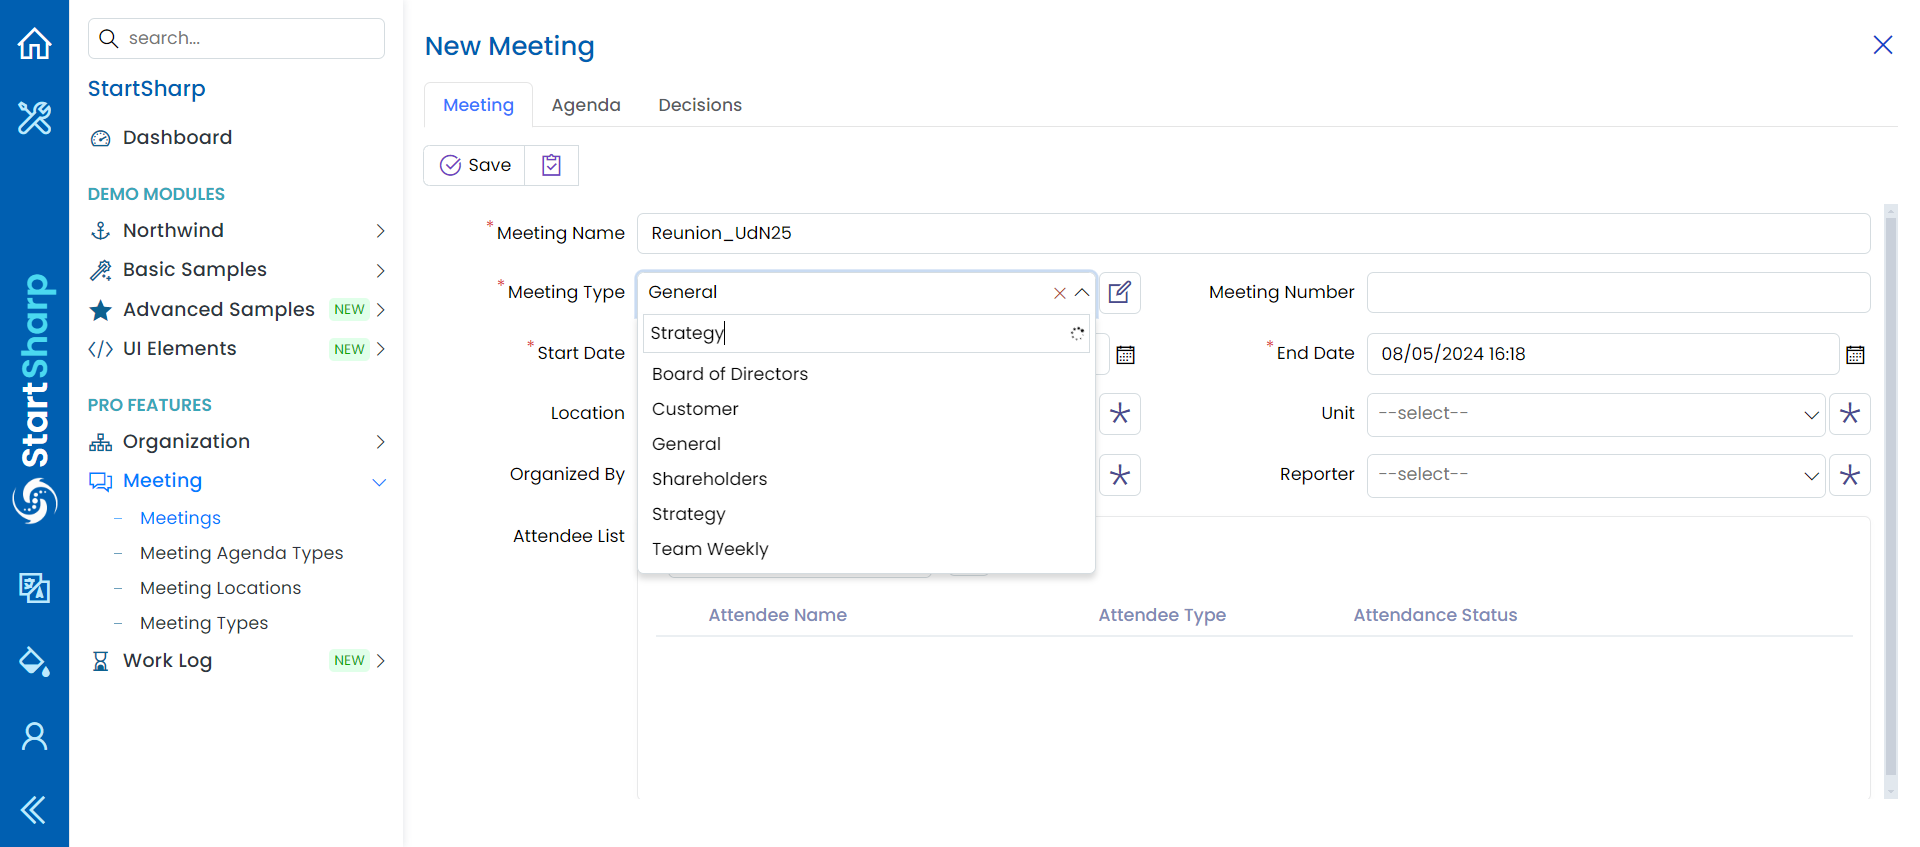 search...
StartSharp
Dashboard
DEMO MODULES
Northwind
Basic Samples
Advanced Samples NEW
UI Elements NEW
PRO FEATURES
Organization
Meeting
Meetings
Meeting Agenda Types
Meeting Locations
Meeting Types
Work Log NEW
StartSharp
New Meeting
Meeting Agenda Decisions
Save
* Meeting Name Reunion_UdN25
* Meeting Type General
Meeting Number
Strategy
Board of Directors
Customer
General
Shareholders
Strategy
Team Weekly
* Start Date
* End Date 08/05/2024 16:18
Location
Unit --select--
Organized By
Reporter --select--
Attendee List
Attendee Name Attendee Type Attendance Status